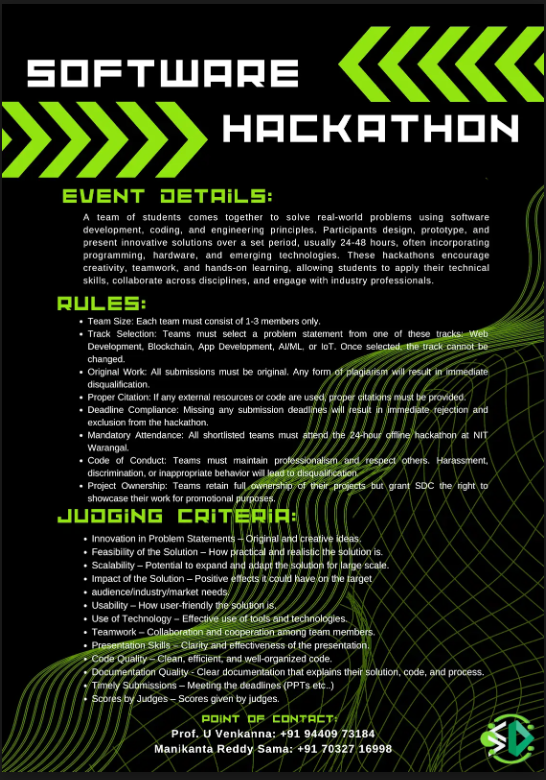 SOFTWARE
HACKATHON
EVENT DETAILS:
A team of students comes together to solve real-world problems using software
development, coding, and engineering principles. Participants design, prototype, and
present innovative solutions over a set period, usually 24-48 hours, often incorporating
programming, hardware, and emerging technologies. These hackathons encourage
creativity, teamwork, and hands-on learning, allowing students to apply their technical
skills, collaborate across disciplines, and engage with industry professionals.
RULES:
• Team Size: Each team must consist of 1-3 members only.
• Track Selection: Teams must select a problem statement from one of these tracks: Web
Development, Blockchain, App Development, AI/ML, or IoT. Once selected, the track cannot be
changed.
• Original Work: All submissions must be original. Any form of plagiarism will result in immediate
disqualification.
• Proper Citation: If any external resources or code are used, proper citations must be provided.
• Deadline Compliance: Missing any submission deadlines will result in immediate rejection and
exclusion from the hackathon.
• Mandatory Attendance: All shortlisted teams must attend the 24-hour offline hackathon at NIT
Warangal.
• Code of Conduct: Teams must maintain professionalism and respect others. Harassment,
discrimination, or inappropriate behavior will lead to disqualification.
• Project Ownership: Teams retain full ownership of their projects but grant SDC the right to
showcase their work for promotional purposes.
JUDGING CRITERIA:
• Innovation in Problem Statements – Original and creative ideas.
• Feasibility of the Solution – How practical and realistic the solution is.
• Scalability – Potential to expand and adapt the solution for large scale.
• Impact of the Solution – Positive effects it could have on the target
• audience/industry/market needs.
• Usability – How user-friendly the solution is.
• Use of Technology – Effective use of tools and technologies.
• Teamwork – Collaboration and cooperation among team members.
• Presentation Skills – Clarity and effectiveness of the presentation.
• Code Quality – Clean, efficient, and well-organized code.
• Documentation Quality - Clear documentation that explains their solution, code, and process.
• Timely Submissions – Meeting the deadlines (PPTs etc..)
• Scores by Judges – Scores given by judges.
POINT OF CONTACT:
Prof. U Venkanna: +91 94409 73184
Manikanta Reddy Sama: +91 70327 16998